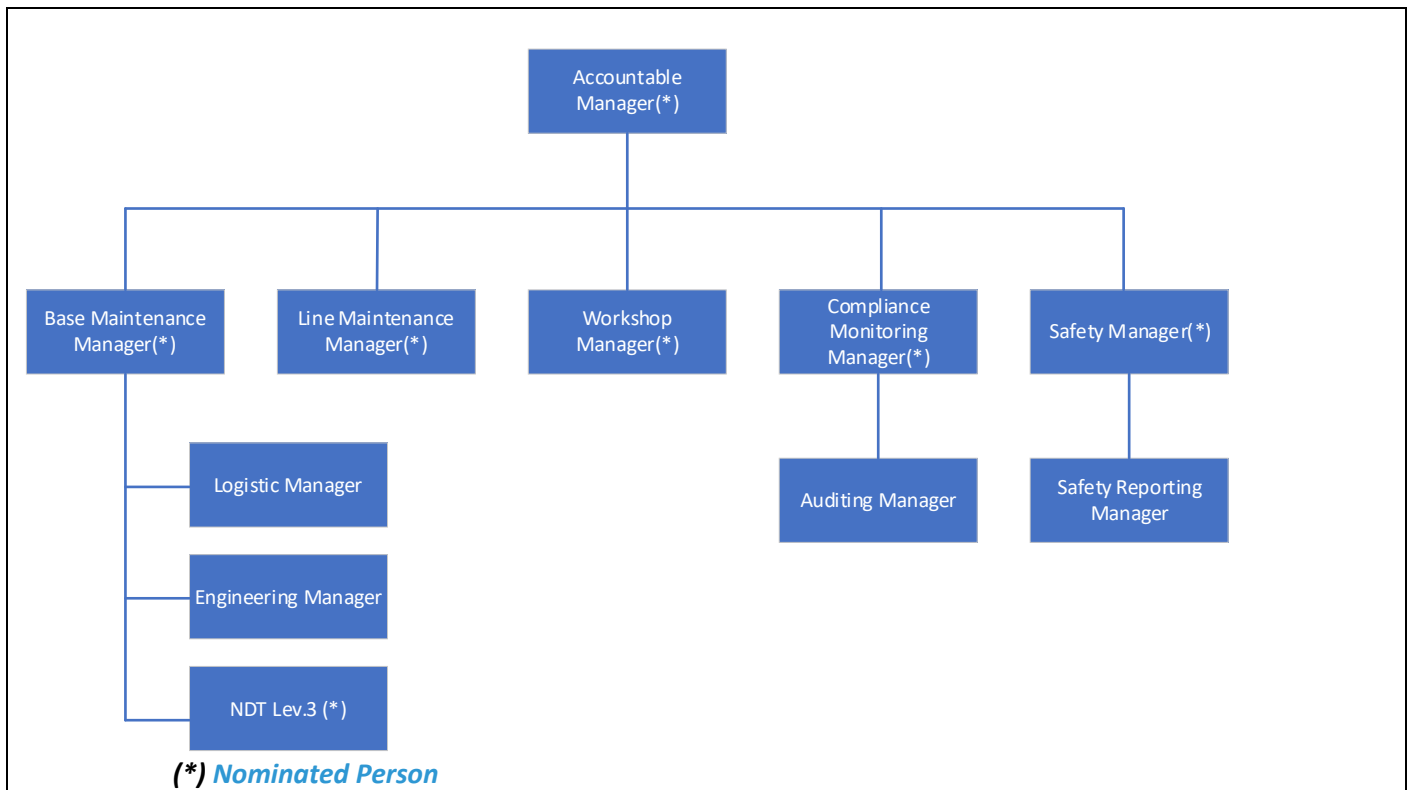 Accountable
Manager(*)
Base Maintenance
Manager(*)
Line Maintenance
Manager(*)
Workshop
Manager(*)
Compliance
Monitoring
Manager(*)
Safety Manager(*)
Logistic Manager
Auditing Manager
Safety Reporting
Manager
Engineering Manager
NDT Lev.3 (*)
(*) Nominated Person